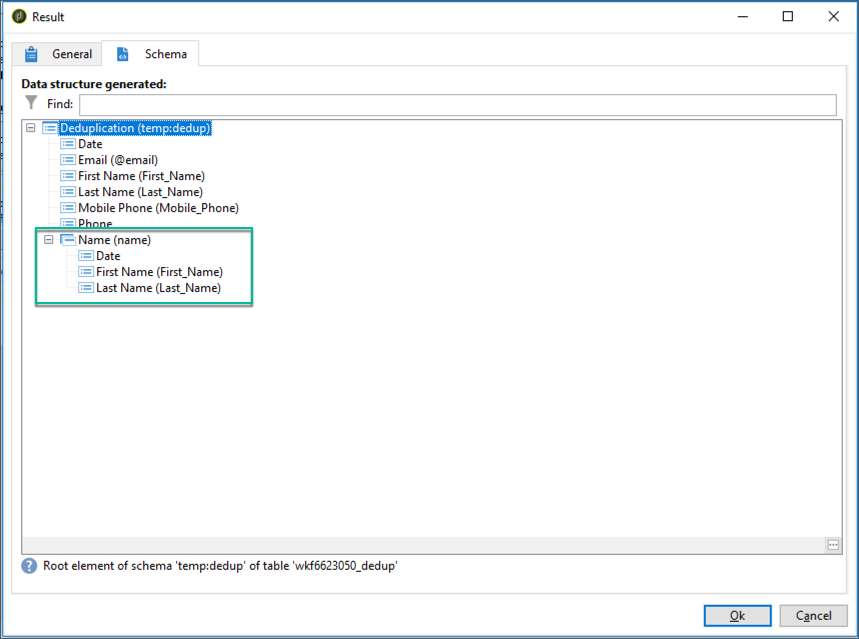 Result
General
Schema
Data structure generated:
Find:
Deduplication (temp:dedup)
Date
Email (@email)
First Name (First_Name)
Last Name (Last_Name)
Mobile Phone (Mobile_Phone)
Phone
Name (name)
Date
First Name (First_Name)
Last Name (Last_Name)
Root element of schema 'temp:dedup' of table 'wkf6623050_dedup'
Ok
Cancel